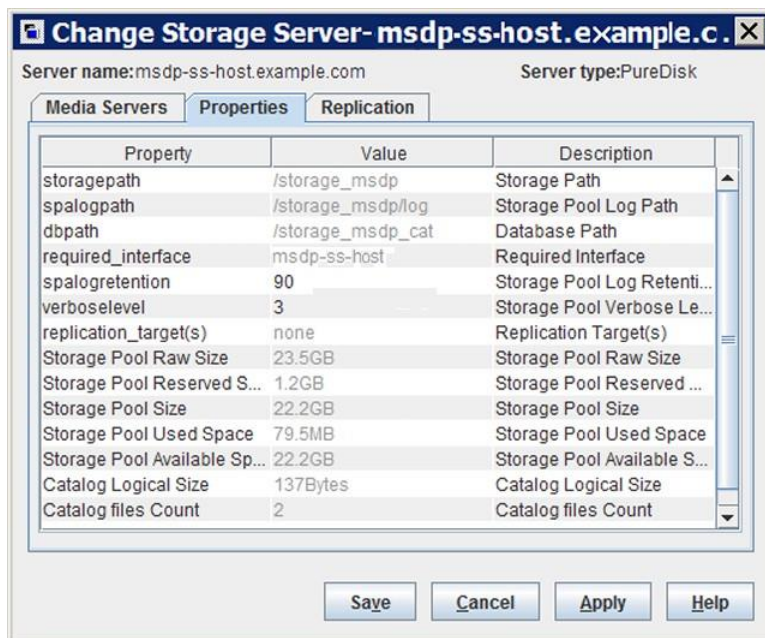 Change Storage Server-msdp-ss-host.example.c.
Server name:msdp-ss-host.example.com Server type:PureDisk
Media Servers Properties Replication
Property Value Description
storagepath /storage_msdp Storage Path
spalogpath /storage_msdp/log Storage Pool Log Path
dbpath /storage_msdp_cat Database Path
required_interface msdp-ss-host Required Interface
spalogretention 90 Storage Pool Log Retenti...
verboselevel 3 Storage Pool Verbose Le...
replication_target(s) none Replication Target(s)
Storage Pool Raw Size 23.5GB Storage Pool Raw Size
Storage Pool Reserved S... 1.2GB Storage Pool Reserved ...
Storage Pool Size 22.2GB Storage Pool Size
Storage Pool Used Space 79.5MB Storage Pool Used Space
Storage Pool Available Sp... 22.2GB Storage Pool Available S...
Catalog Logical Size 137Bytes Catalog Logical Size
Catalog files Count 2 Catalog files Count
Save Cancel Apply Help